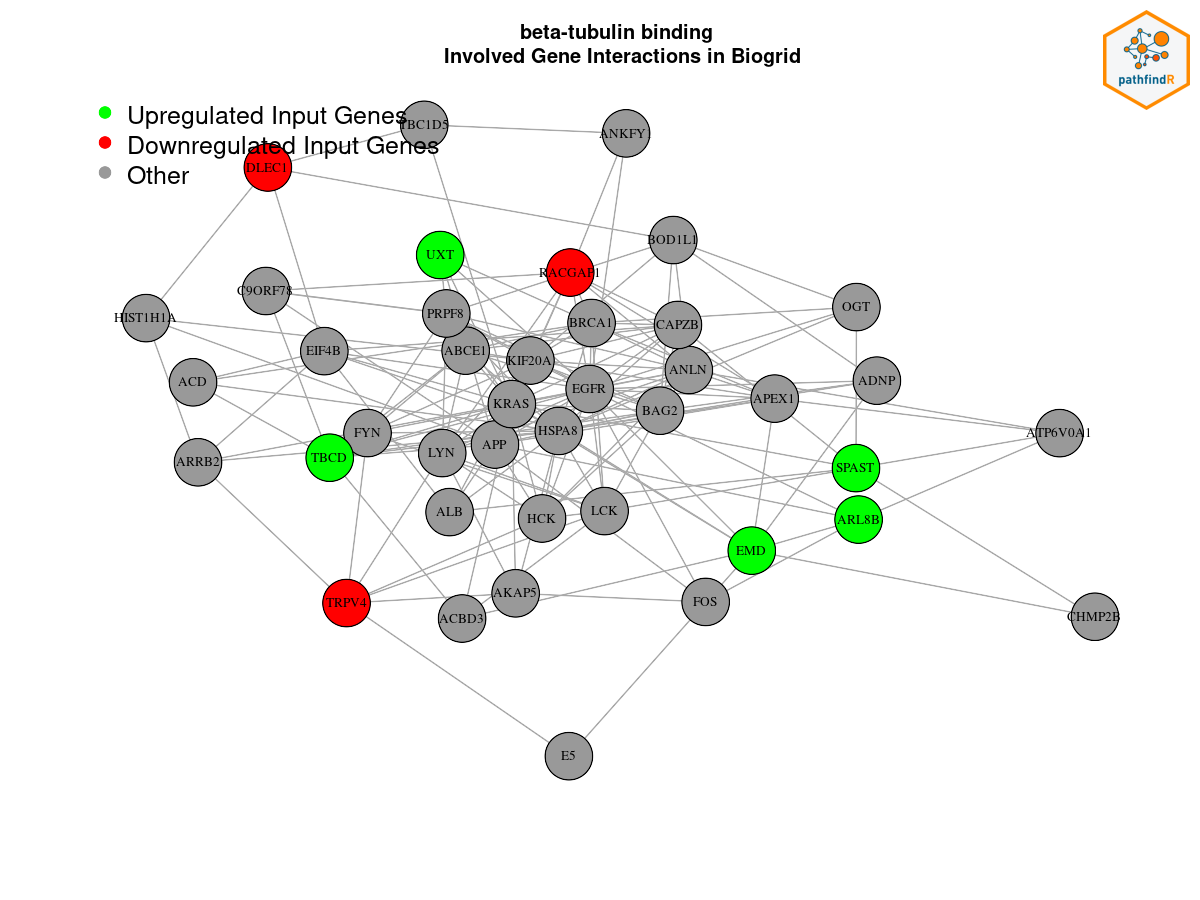 beta-tubulin binding
Involved Gene Interactions in Biogrid
pathfindR
Upregulated Input Genes
Downregulated Input Genes
Other
TBC1D5
ANKFY1
DLEC1
BOD1L1
UXT
RACGAP1
C9ORF78
OGT
HIST1H1A
PRPF8
BRCA1
CAPZB
EIF4B
ABCE1
KIF20A
ANLN
ACD
EGFR
ADNP
KRAS
BAG2
APEX1
FYN
HSPA8
ATP6V0A1
APP
LYN
TBCD
ARRB2
SPAST
ALB
HCK
LCK
ARL8B
EMD
TRPV4
AKAP5
FOS
ACBD3
CHMP2B
E5